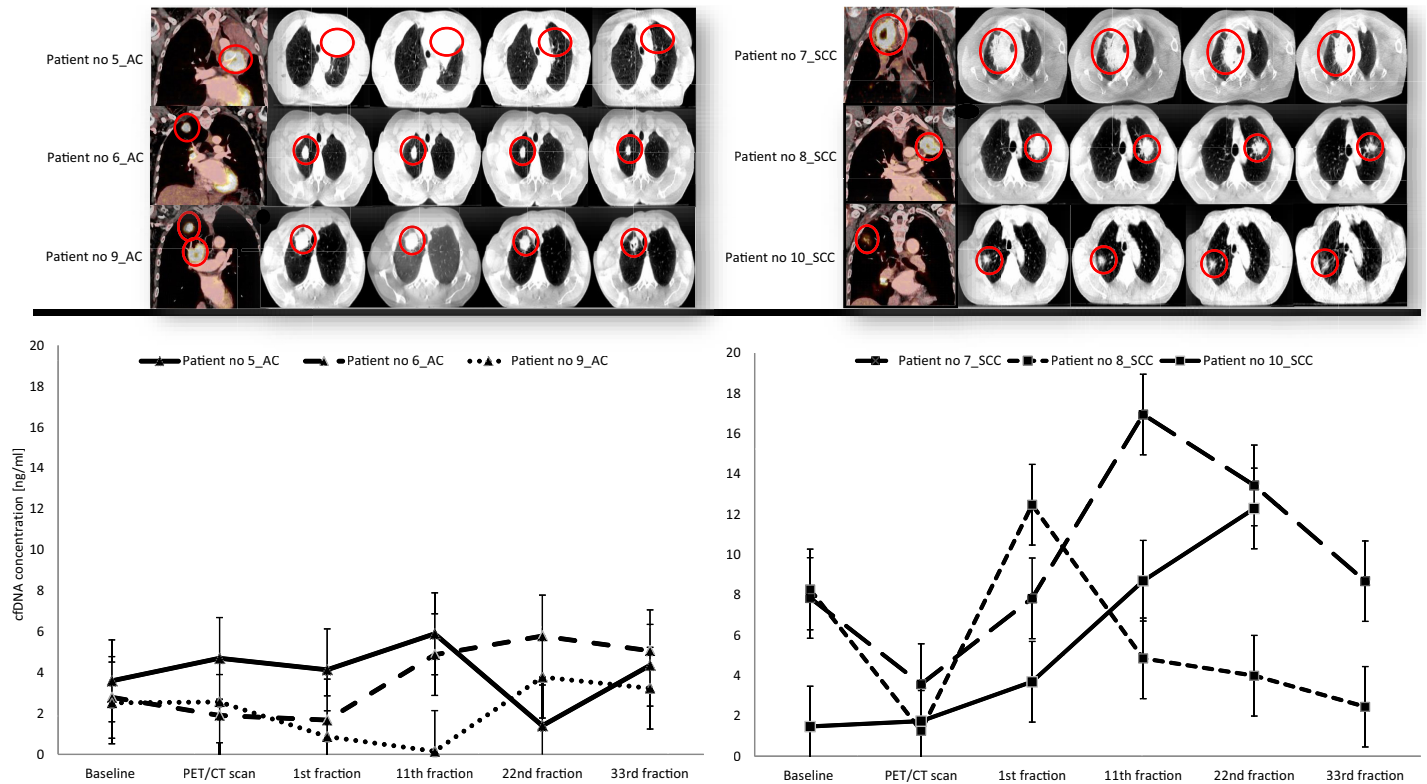 Patient no 5_AC
Patient no 6_AC
Patient no 9_AC
Patient no 7_SCC
Patient no 8_SCC
Patient no 10_SCC
Patient no 5_AC Patient no 6_AC Patient no 9_AC
cfDNA concentration [ng/ml]
20
18
16
14
12
10
8
6
4
2
0
Baseline PET/CT scan 1st fraction 11th fraction 22nd fraction 33rd fraction
Patient no 7_SCC Patient no 8_SCC Patient no 10_SCC
20
18
16
14
12
10
8
6
4
2
0
Baseline PET/CT scan 1st fraction 11th fraction 22nd fraction 33rd fraction